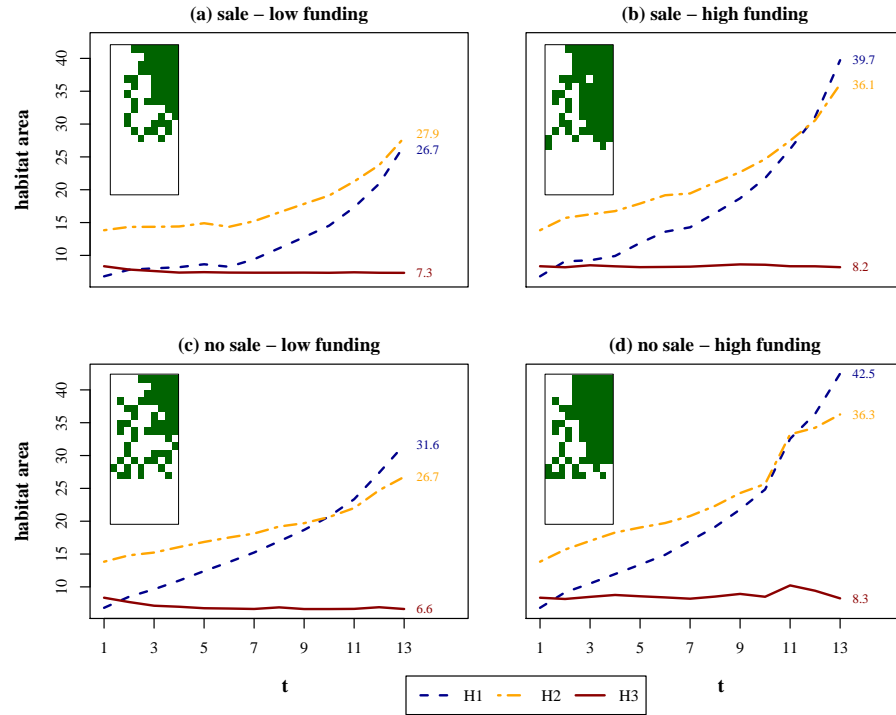 (a) sale – low funding
(b) sale – high funding
habitat area
40
35
30
25
20
15
10
27.9
26.7
7.3
39.7
36.1
8.2
(c) no sale – low funding
(d) no sale – high funding
habitat area
40
35
30
25
20
15
10
31.6
26.7
6.6
42.5
36.3
8.3
1 3 5 7 9 11 13
1 3 5 7 9 11 13
t
t
H1 H2 H3